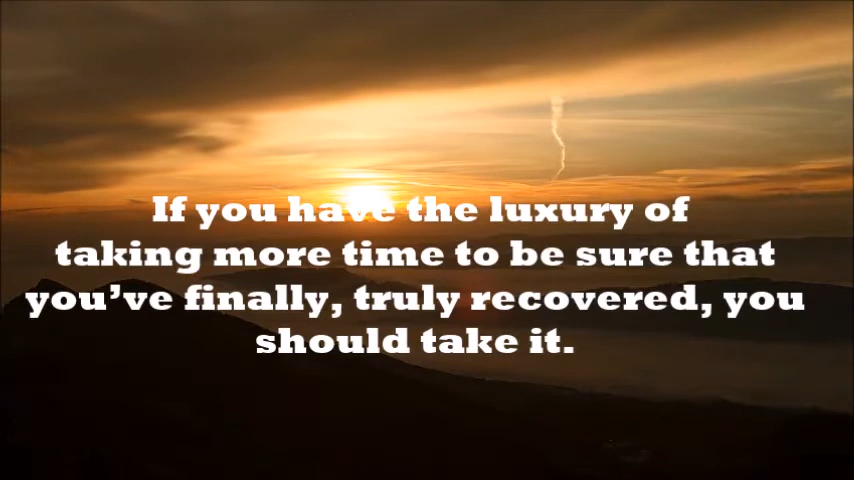 If you have the luxury of
taking more time to be sure that
you’ve finally, truly recovered, you
should take it.